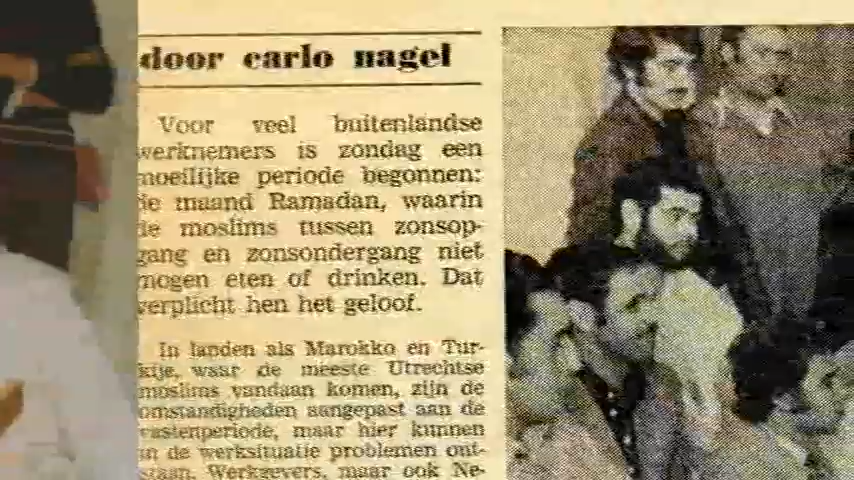 door carlo nagel
Voor veel buitenlandse
werknemers is zondag een
moeilijke periode begonnen:
de maand Ramadan, waarin
de moslims tussen zonsop-
gang en zonsondergang niet
mogen eten of drinken. Dat
verplicht hen het geloof.
In landen als Marokko en Tur-
kije, waar de meeste Utrechtse
moslims vandaan komen, zijn de
omstandigheden aangepast aan de
vastenperiode, maar hier kunnen
in de werksituatie problemen ont-
staan. Werkgevers, maar ook Ne-